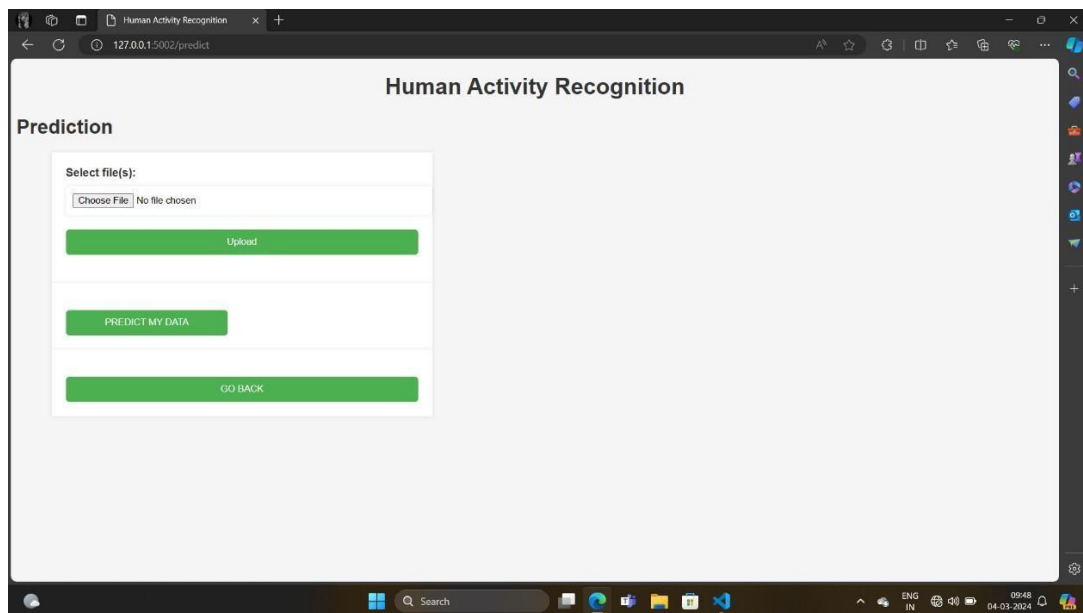 Human Activity Recognition
127.0.0.1:5002/predict
Human Activity Recognition
Prediction
Select file(s):
Choose File No file chosen
Upload
PREDICT MY DATA
GO BACK
Search
ENG
IN
09:48
04-03-2024